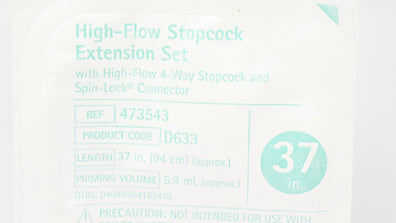 High-Flow Stopcock
Extension Set
with High-Flow 4-Way Stopcock and
Spin-Lock® Connector
REF 473543
PRODUCT CODE D633
LENGTH 37 in. (94 cm) (approx.)
PRIMING VOLUME 5.9 mL (approx.)
GTIN: 04046964185410
37
in.
PRECAUTION: NOT INTENDED FOR USE WITH